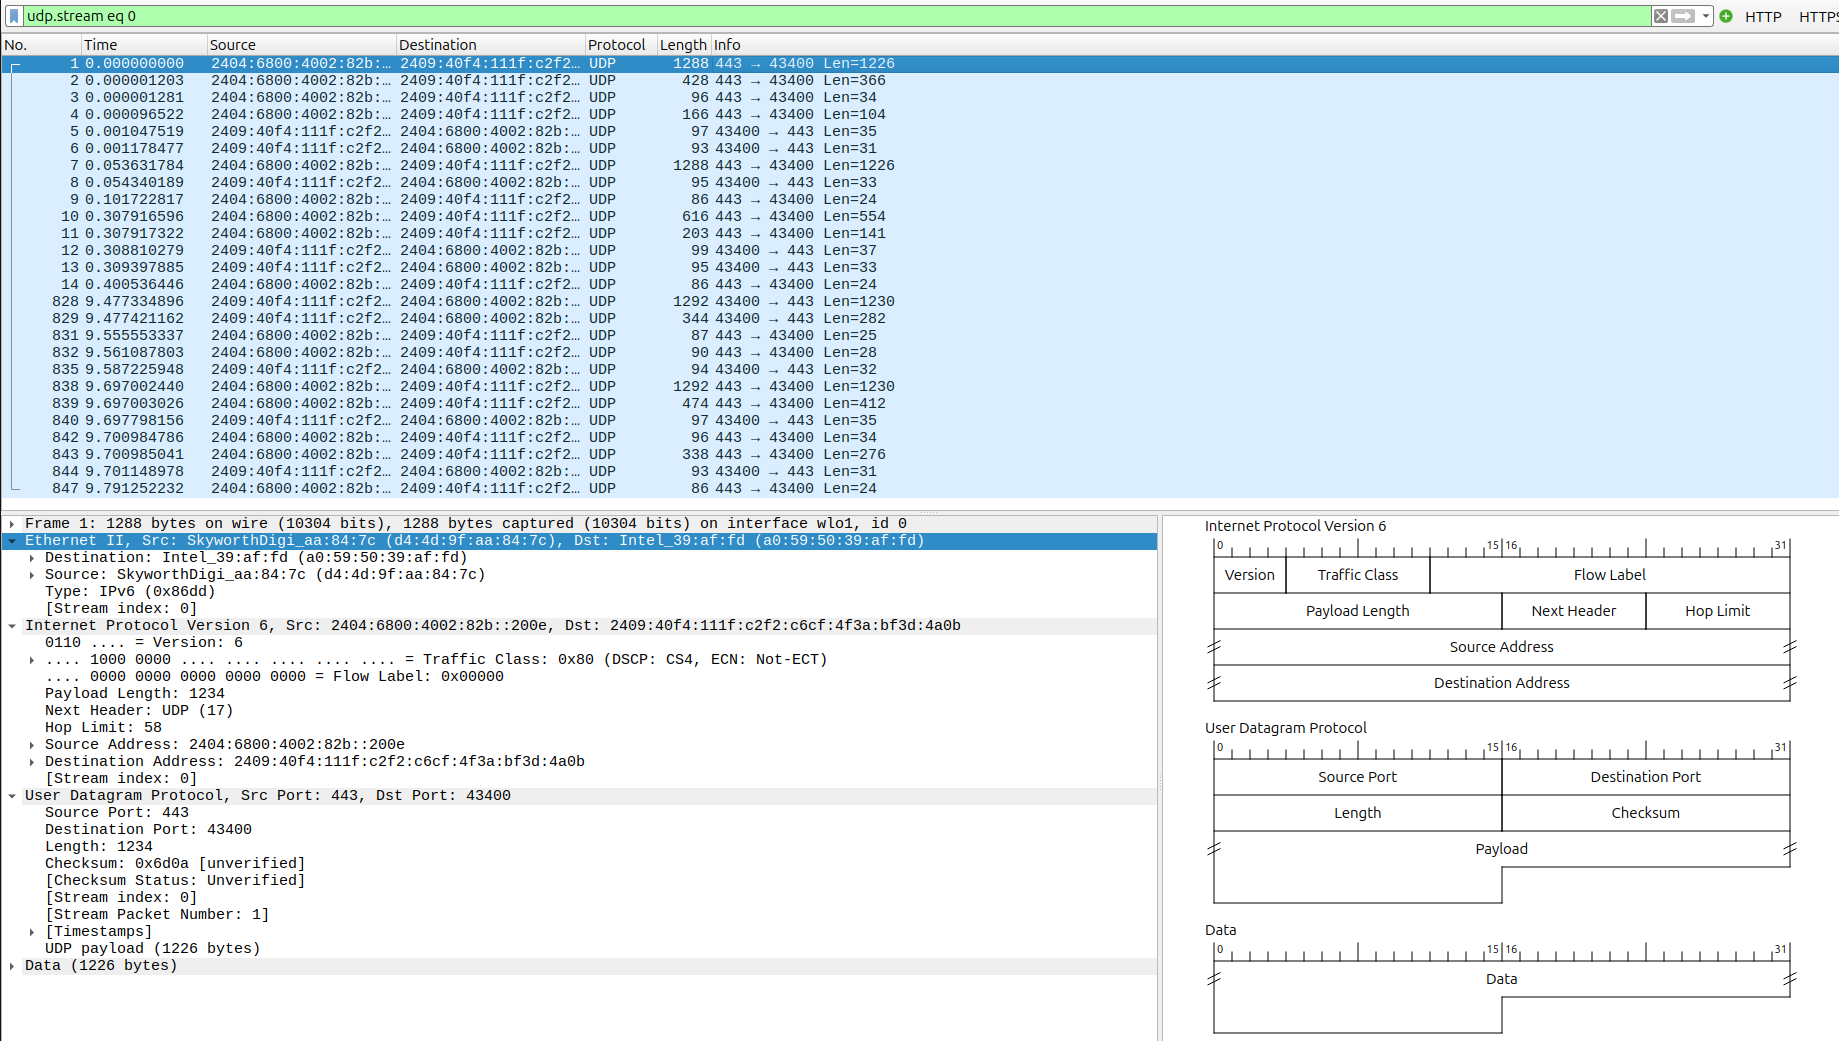 udp.stream eq 0 HTTP HTTPS
No. Time Source Destination Protocol Length Info
1 0.000000000 2404:6800:4002:82b:… 2409:40f4:111f:c2f2… UDP 1288 443 → 43400 Len=1226
2 0.000001203 2404:6800:4002:82b:… 2409:40f4:111f:c2f2… UDP 428 443 → 43400 Len=366
3 0.000001281 2404:6800:4002:82b:… 2409:40f4:111f:c2f2… UDP 96 443 → 43400 Len=34
4 0.000096522 2404:6800:4002:82b:… 2409:40f4:111f:c2f2… UDP 166 443 → 43400 Len=104
5 0.001047519 2409:40f4:111f:c2f2… 2404:6800:4002:82b:… UDP 97 43400 → 443 Len=35
6 0.001178477 2409:40f4:111f:c2f2… 2404:6800:4002:82b:… UDP 93 43400 → 443 Len=31
7 0.053631784 2404:6800:4002:82b:… 2409:40f4:111f:c2f2… UDP 1288 443 → 43400 Len=1226
8 0.054340189 2409:40f4:111f:c2f2… 2404:6800:4002:82b:… UDP 95 43400 → 443 Len=33
9 0.101722817 2404:6800:4002:82b:… 2409:40f4:111f:c2f2… UDP 86 443 → 43400 Len=24
10 0.307916596 2404:6800:4002:82b:… 2409:40f4:111f:c2f2… UDP 616 443 → 43400 Len=554
11 0.307917322 2404:6800:4002:82b:… 2409:40f4:111f:c2f2… UDP 203 443 → 43400 Len=141
12 0.308810279 2409:40f4:111f:c2f2… 2404:6800:4002:82b:… UDP 99 43400 → 443 Len=37
13 0.309397885 2409:40f4:111f:c2f2… 2404:6800:4002:82b:… UDP 95 43400 → 443 Len=33
14 0.400536446 2404:6800:4002:82b:… 2409:40f4:111f:c2f2… UDP 86 443 → 43400 Len=24
828 9.477334896 2409:40f4:111f:c2f2… 2404:6800:4002:82b:… UDP 1292 43400 → 443 Len=1230
829 9.477421162 2409:40f4:111f:c2f2… 2404:6800:4002:82b:… UDP 344 43400 → 443 Len=282
831 9.555553337 2404:6800:4002:82b:… 2409:40f4:111f:c2f2… UDP 87 443 → 43400 Len=25
832 9.561087803 2404:6800:4002:82b:… 2409:40f4:111f:c2f2… UDP 90 443 → 43400 Len=28
835 9.587225948 2409:40f4:111f:c2f2… 2404:6800:4002:82b:… UDP 94 43400 → 443 Len=32
838 9.697002440 2404:6800:4002:82b:… 2409:40f4:111f:c2f2… UDP 1292 443 → 43400 Len=1230
839 9.697003026 2404:6800:4002:82b:… 2409:40f4:111f:c2f2… UDP 474 443 → 43400 Len=412
840 9.697798156 2409:40f4:111f:c2f2… 2404:6800:4002:82b:… UDP 97 43400 → 443 Len=35
842 9.700984786 2404:6800:4002:82b:… 2409:40f4:111f:c2f2… UDP 96 443 → 43400 Len=34
843 9.700985041 2404:6800:4002:82b:… 2409:40f4:111f:c2f2… UDP 338 443 → 43400 Len=276
844 9.701148978 2409:40f4:111f:c2f2… 2404:6800:4002:82b:… UDP 93 43400 → 443 Len=31
847 9.791252232 2404:6800:4002:82b:… 2409:40f4:111f:c2f2… UDP 86 443 → 43400 Len=24
Frame 1: 1288 bytes on wire (10304 bits), 1288 bytes captured (10304 bits) on interface wlo1, id 0
Ethernet II, Src: SkyworthDigi_aa:84:7c (d4:4d:9f:aa:84:7c), Dst: Intel_39:af:fd (a0:59:50:39:af:fd)
Destination: Intel_39:af:fd (a0:59:50:39:af:fd)
Source: SkyworthDigi_aa:84:7c (d4:4d:9f:aa:84:7c)
Type: IPv6 (0x86dd)
[Stream index: 0]
Internet Protocol Version 6, Src: 2404:6800:4002:82b::200e, Dst: 2409:40f4:111f:c2f2:c6cf:4f3a:bf3d:4a0b
0110 .... = Version: 6
.... 1000 0000 .... .... .... .... .... = Traffic Class: 0x80 (DSCP: CS4, ECN: Not-ECT)
.... 0000 0000 0000 0000 0000 = Flow Label: 0x00000
Payload Length: 1234
Next Header: UDP (17)
Hop Limit: 58
Source Address: 2404:6800:4002:82b::200e
Destination Address: 2409:40f4:111f:c2f2:c6cf:4f3a:bf3d:4a0b
[Stream index: 0]
User Datagram Protocol, Src Port: 443, Dst Port: 43400
Source Port: 443
Destination Port: 43400
Length: 1234
Checksum: 0x6d0a [unverified]
[Checksum Status: Unverified]
[Stream index: 0]
[Stream Packet Number: 1]
[Timestamps]
UDP payload (1226 bytes)
Data (1226 bytes)
Internet Protocol Version 6
0 15 16 31
Version Traffic Class Flow Label
Payload Length Next Header Hop Limit
Source Address
Destination Address
User Datagram Protocol
0 15 16 31
Source Port Destination Port
Length Checksum
Payload
Data
0 15 16 31
Data